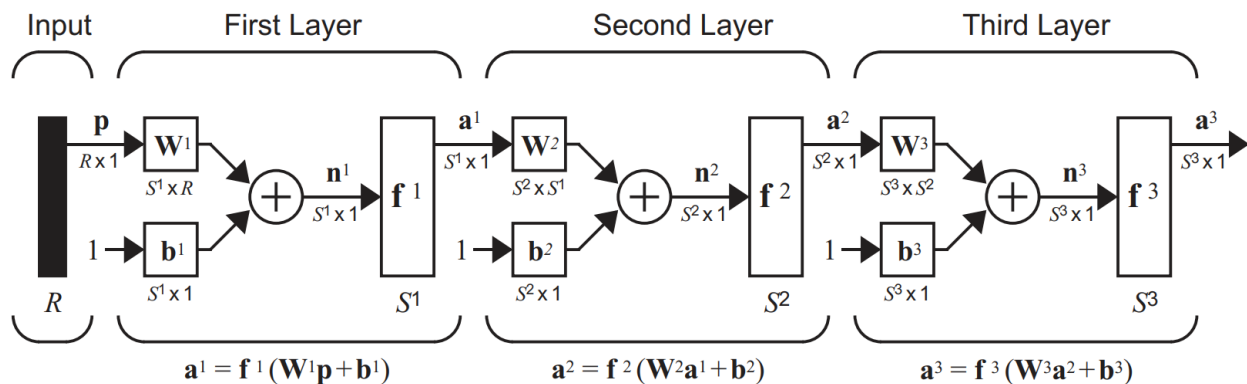 Input First Layer Second Layer Third Layer
p a¹ a² a³
W¹ W² W³
R x 1 S¹ x 1 S² x 1 S³ x 1
n¹ n² n³
S¹ x R f ¹ S² x S¹ f ² S³ x S² f ³
S¹ x 1 S² x 1 S³ x 1
1 b¹ 1 b² 1 b³
S¹ x 1 S² x 1 S³ x 1
R S¹ S² S³
a¹ = f ¹ (W¹p + b¹) a² = f ² (W²a¹ + b²) a³ = f ³ (W³a² + b³)